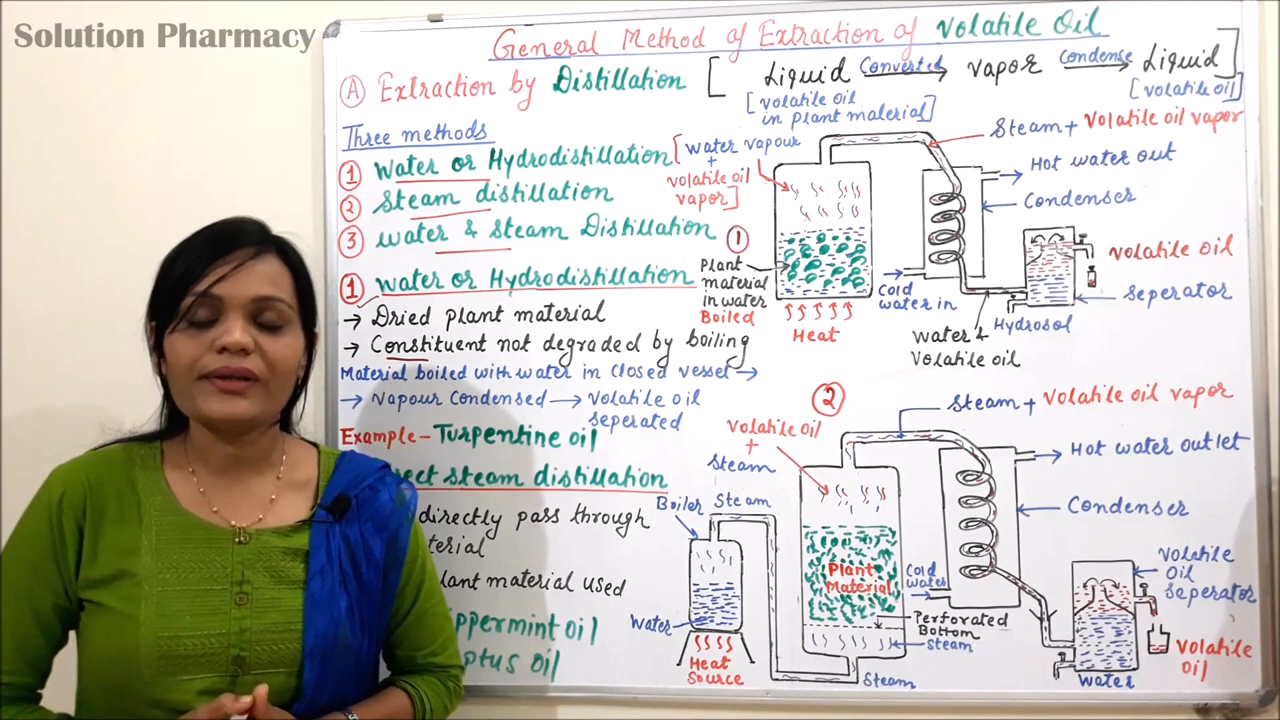 Solution Pharmacy
General Method of Extraction of Volatile Oil
(A) Extraction by Distillation [ Liquid Converted → vapor Condense → Liquid ]
[volatile oil in plant material]
[volatile oil]
Three methods
① Water or Hydrodistillation
② Steam distillation
③ water & steam Distillation
① water or Hydrodistillation
→ Dried plant material
→ Constituent not degraded by boiling
Material boiled with water in closed vessel →
→ Vapour Condensed → Volatile oil
seperated
Example - Turpentine oil
rect steam distillation
directly pass through
terial
lant material used
ppermint oil
ptus oil
[water vapour
+
volatile oil
vapor]
Steam + Volatile oil vapor
Hot water out
Condenser
①
Plant
material
in water
Boiled
Heat
Cold
water in
Volatile Oil
Seperator
Hydrosol
Water &
Volatile oil
②
Volatile oil
+
Steam
Steam + Volatile oil vapor
Hot water outlet
Condenser
Boiler
Steam
Water
Heat
Source
Plant
Material
Cold
water
Perforated
Bottom
Steam
Steam
Volatile
Oil
Seperator
Volatile
oil
Water